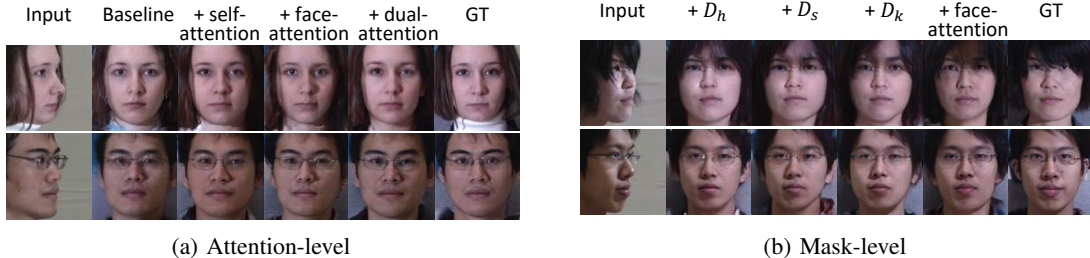 Input Baseline + self-attention + face-attention + dual-attention GT
(a) Attention-level
Input + D_h + D_s + D_k + face-attention GT
(b) Mask-level